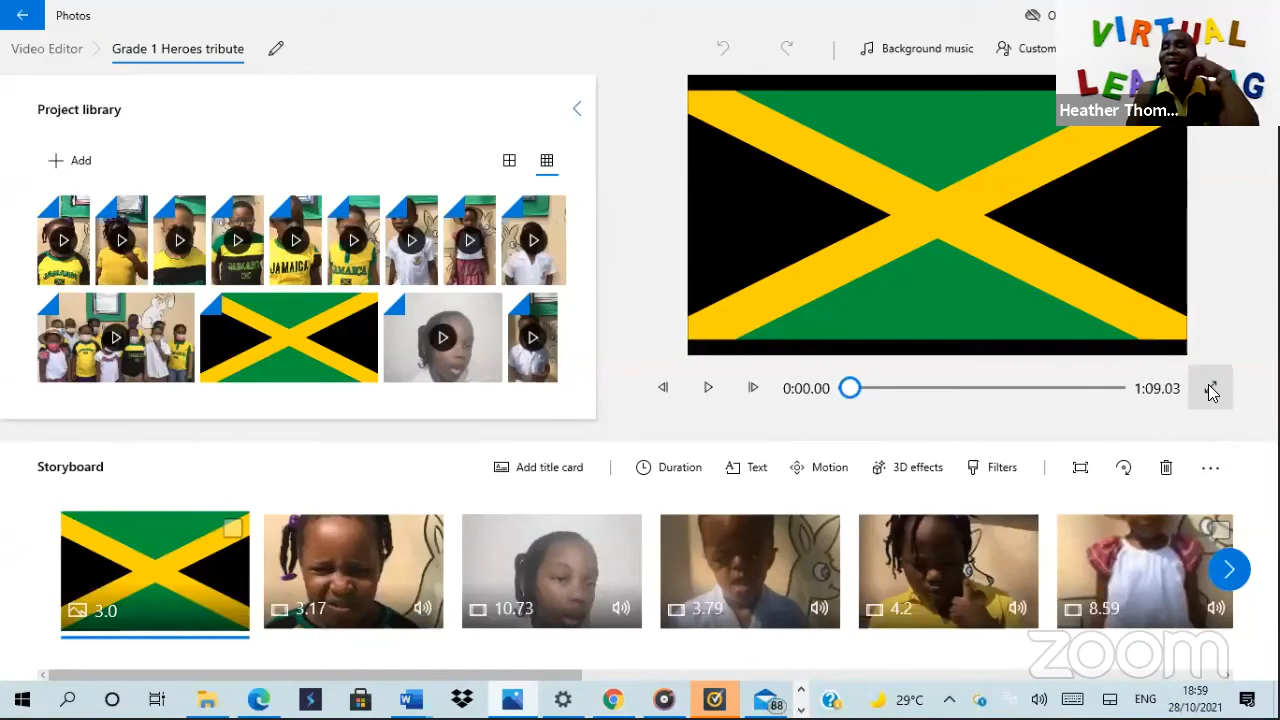 Photos
Video Editor
Grade 1 Heroes tribute
Background music
Custom
VIRTUAL
Heather Thom...
Project library
Add
JAMAICA
JAMAICA
JAMAICA
0:00.00
1:09.03
Storyboard
Add title card
Duration
Text
Motion
3D effects
Filters
3.0
3.17
10.73
3.79
4.2
8.59
zoom
88
29°C
ENG
18:59
28/10/2021